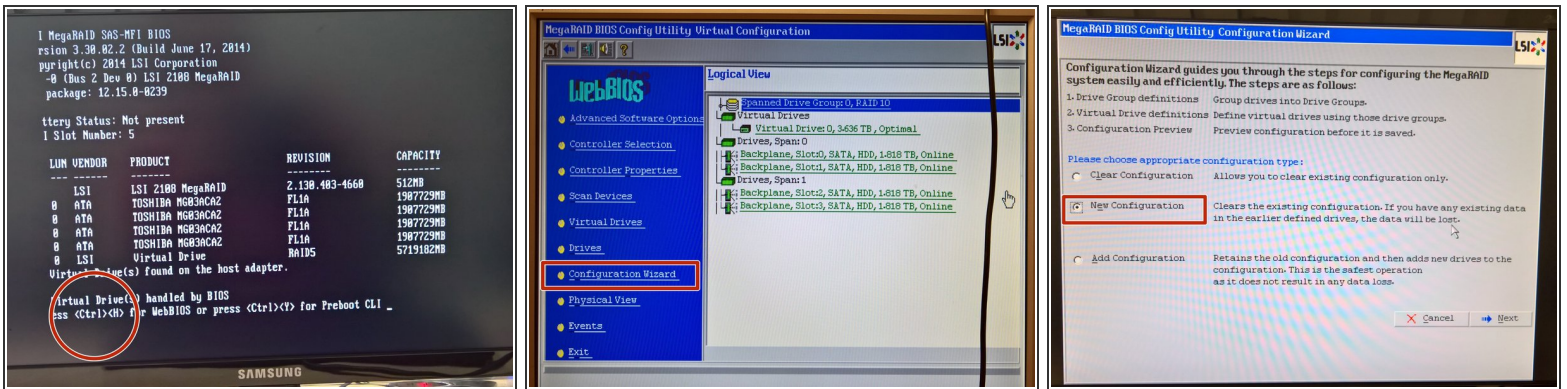 I MegaRAID SAS-MFI BIOS
rsion 3.30.02.2 (Build June 17, 2014)
pyright(c) 2014 LSI Corporation
-0 (Bus 2 Dev 0) LSI 2108 MegaRAID
package: 12.15.0-0239
ttery Status: Not present
I Slot Number: 5
LUN VENDOR PRODUCT REVISION CAPACITY
LSI LSI 2108 MegaRAID 2.130.403-4660 512MB
0 ATA TOSHIBA MG03ACA2 FL1A 1907729MB
0 ATA TOSHIBA MG03ACA2 FL1A 1907729MB
0 ATA TOSHIBA MG03ACA2 FL1A 1907729MB
0 ATA TOSHIBA MG03ACA2 FL1A 1907729MB
0 LSI Virtual Drive RAID5 5719182MB
Virtual Drive(s) found on the host adapter.
Virtual Drive(s) handled by BIOS
ess <Ctrl><H> for WebBIOS or press <Ctrl><Y> for Preboot CLI _
SAMSUNG
MegaRAID BIOS Config Utility Virtual Configuration
LSI
WebBIOS
Advanced Software Options
Controller Selection
Controller Properties
Scan Devices
Virtual Drives
Drives
Configuration Wizard
Physical View
Events
Exit
Logical View
Spanned Drive Group: 0, RAID 10
Virtual Drives
Virtual Drive: 0, 3.636 TB, Optimal
Drives, Span: 0
Backplane, Slot:0, SATA, HDD, 1.818 TB, Online
Backplane, Slot:1, SATA, HDD, 1.818 TB, Online
Drives, Span: 1
Backplane, Slot:2, SATA, HDD, 1.818 TB, Online
Backplane, Slot:3, SATA, HDD, 1.818 TB, Online
MegaRAID BIOS Config Utility Configuration Wizard
LSI
Configuration Wizard guides you through the steps for configuring the MegaRAID
system easily and efficiently. The steps are as follows:
1. Drive Group definitions Group drives into Drive Groups.
2. Virtual Drive definitions Define virtual drives using those drive groups.
3. Configuration Preview Preview configuration before it is saved.
Please choose appropriate configuration type:
Clear Configuration Allows you to clear existing configuration only.
New Configuration Clears the existing configuration. If you have any existing data
in the earlier defined drives, the data will be lost.
Add Configuration Retains the old configuration and then adds new drives to the
configuration. This is the safest operation
as it does not result in any data loss.
Cancel Next